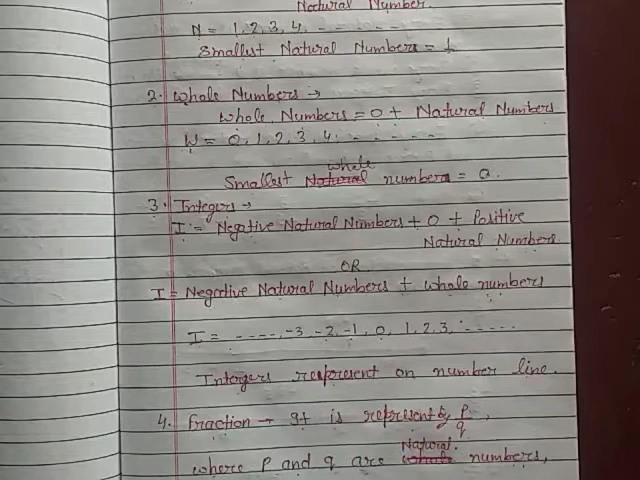 Natural Number.
N = 1, 2, 3, 4, - - - - - -
Smallest Natural Numbers = 1
2. Whole Numbers →
Whole Numbers = 0 + Natural Numbers
W = 0, 1, 2, 3, 4, - - - - - -
whole
Smallest Natural numbers = 0.
3. Integers →
I = Negative Natural Numbers + 0 + Positive
Natural Numbers.
OR
I = Negative Natural Numbers + whole numbers
I = - - - -, -3, -2, -1, 0, 1, 2, 3, - - - - -
Integers reapresent on number line.
4. Fraction → It is represent by P/q,
Natural.
where P and q are whole numbers,